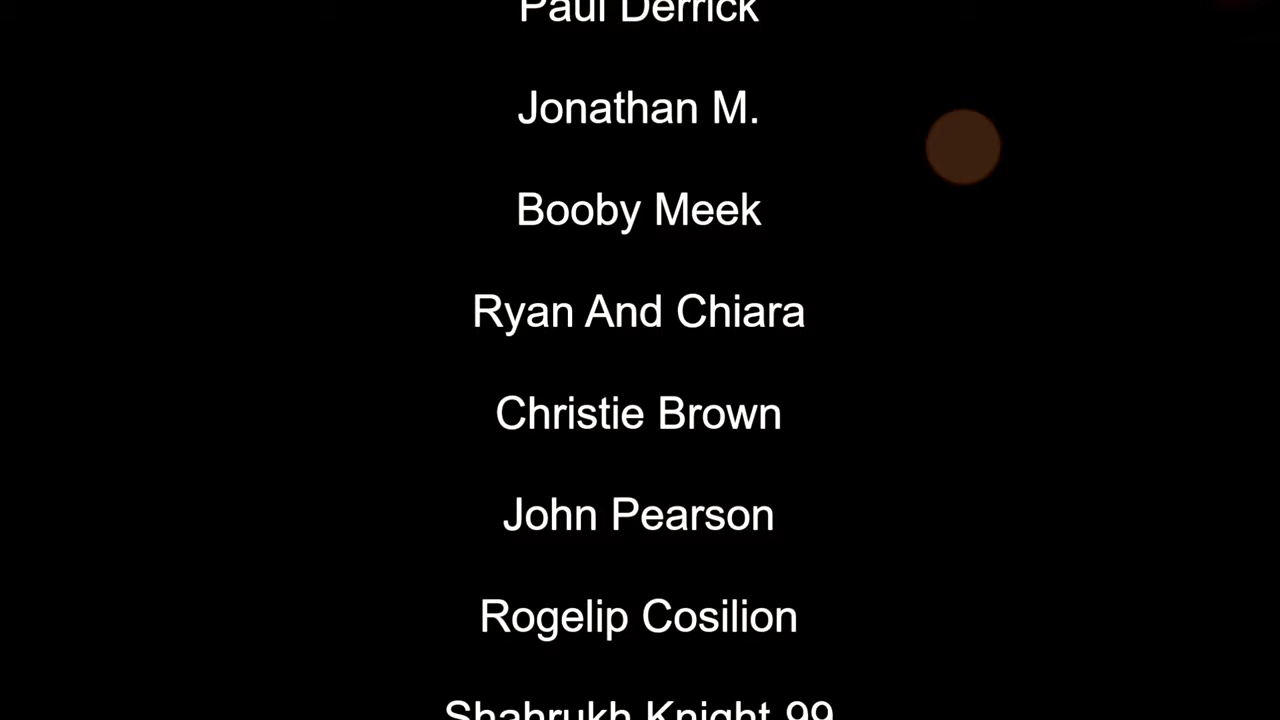 Paul Derrick
Jonathan M.
Booby Meek
Ryan And Chiara
Christie Brown
John Pearson
Rogelip Cosilion
Shahrukh Knight 99